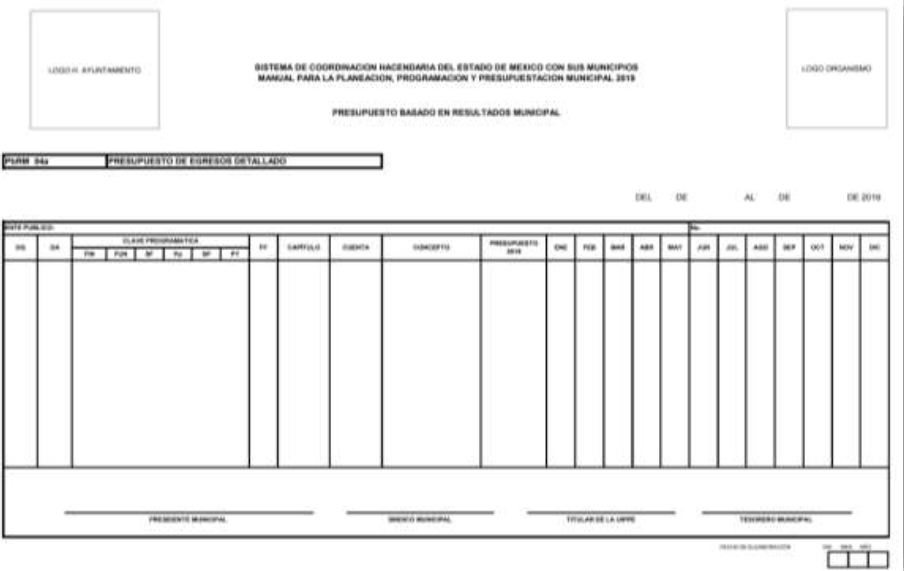 LOGO H. AYUNTAMIENTO
LOGO ORGANISMO
SISTEMA DE COORDINACION HACENDARIA DEL ESTADO DE MEXICO CON SUS MUNICIPIOS
MANUAL PARA LA PLANEACION, PROGRAMACION Y PRESUPUESTACION MUNICIPAL 2019
PRESUPUESTO BASADO EN RESULTADOS MUNICIPAL
PbRM 04a PRESUPUESTO DE EGRESOS DETALLADO
DEL DE AL DE DE 2019
ENTE PUBLICO: No.
DG DA CLAVE PROGRAMATICA FF CAPITULO CUENTA CONCEPTO PRESUPUESTO 2019 ENE FEB MAR ABR MAY JUN JUL AGO SEP OCT NOV DIC
FIN FUN SF SP PY
PRESIDENTE MUNICIPAL SINDICO MUNICIPAL TITULAR DE LA UIPPE TESORERO MUNICIPAL
FECHA DE ELABORACIÓN DIA MES